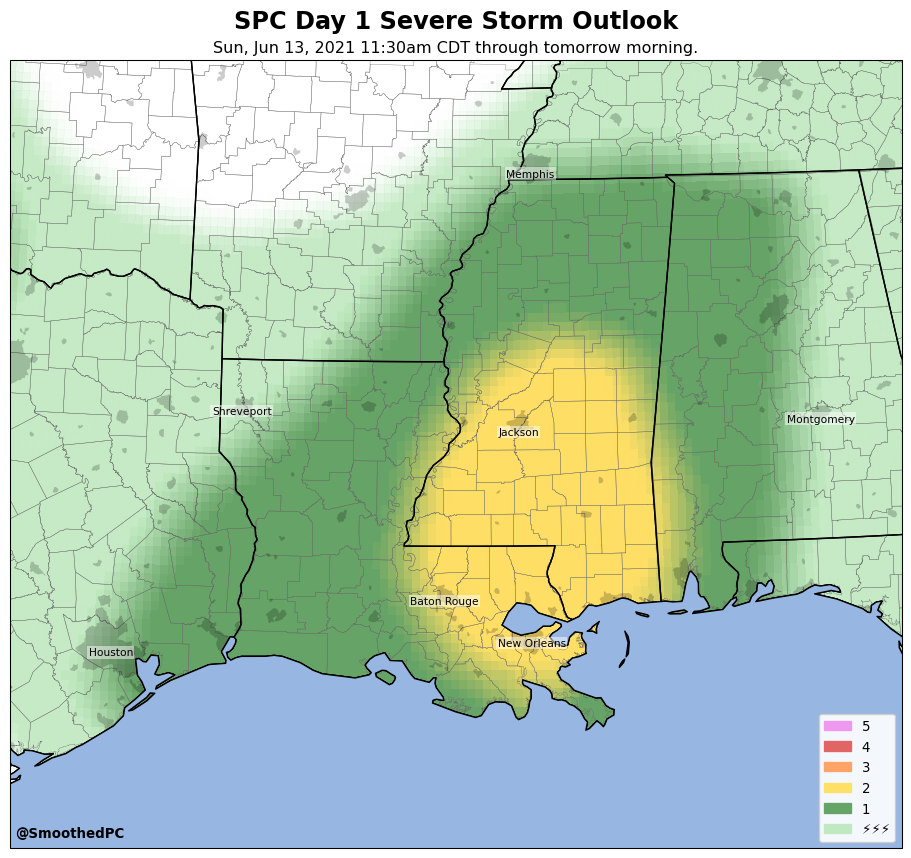 SPC Day 1 Severe Storm Outlook
Sun, Jun 13, 2021 11:30am CDT through tomorrow morning.
Memphis
Shreveport
Jackson
Montgomery
Baton Rouge
New Orleans
Houston
5
4
3
2
1
⚡⚡⚡
@SmoothedPC